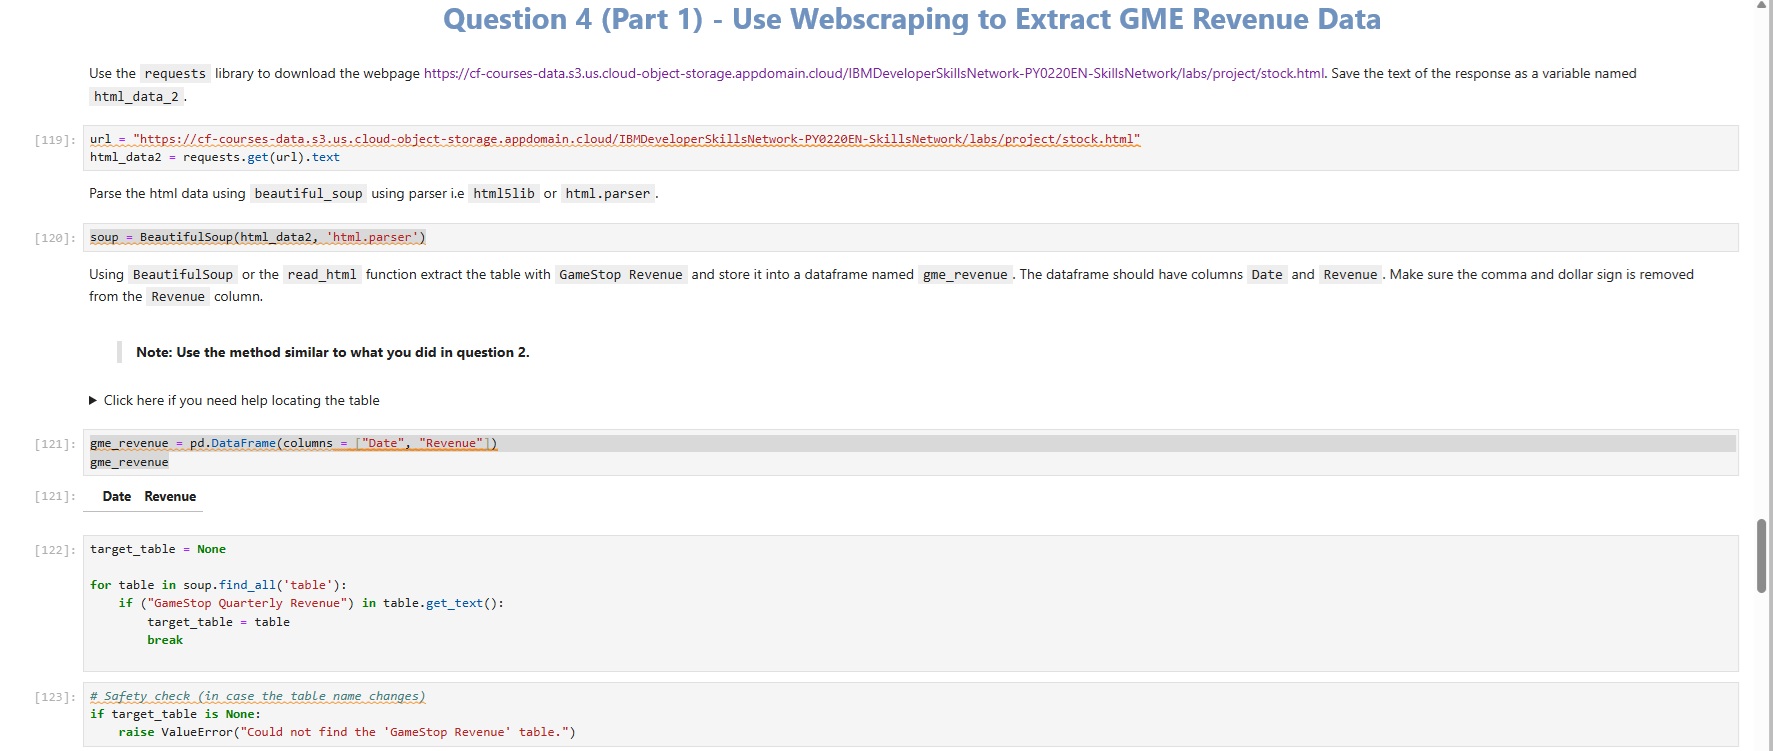 Question 4 (Part 1) - Use Webscraping to Extract GME Revenue Data
Use the requests library to download the webpage https://cf-courses-data.s3.us.cloud-object-storage.appdomain.cloud/IBMDeveloperSkillsNetwork-PY0220EN-SkillsNetwork/labs/project/stock.html. Save the text of the response as a variable named
html_data_2.
[119]: url = "https://cf-courses-data.s3.us.cloud-object-storage.appdomain.cloud/IBMDeveloperSkillsNetwork-PY0220EN-SkillsNetwork/labs/project/stock.html"
html_data2 = requests.get(url).text
Parse the html data using beautiful_soup using parser i.e html5lib or html.parser.
[120]: soup = BeautifulSoup(html_data2, 'html.parser')
Using BeautifulSoup or the read_html function extract the table with GameStop Revenue and store it into a dataframe named gme_revenue. The dataframe should have columns Date and Revenue. Make sure the comma and dollar sign is removed
from the Revenue column.
Note: Use the method similar to what you did in question 2.
▶ Click here if you need help locating the table
[121]: gme_revenue = pd.DataFrame(columns = ["Date", "Revenue"])
gme_revenue
[121]: Date Revenue
[122]: target_table = None
for table in soup.find_all('table'):
    if ("GameStop Quarterly Revenue") in table.get_text():
        target_table = table
        break
[123]: # Safety check (in case the table name changes)
if target_table is None:
    raise ValueError("Could not find the 'GameStop Revenue' table.")